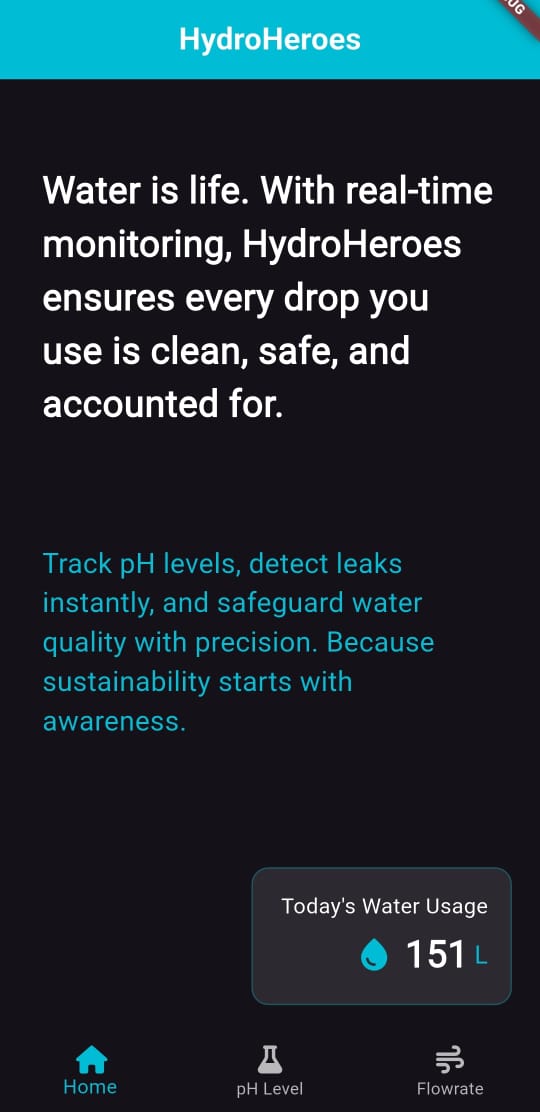 HydroHeroes
Water is life. With real-time
monitoring, HydroHeroes
ensures every drop you
use is clean, safe, and
accounted for.
Track pH levels, detect leaks
instantly, and safeguard water
quality with precision. Because
sustainability starts with
awareness.
Today's Water Usage
151 L
Home
pH Level
Flowrate